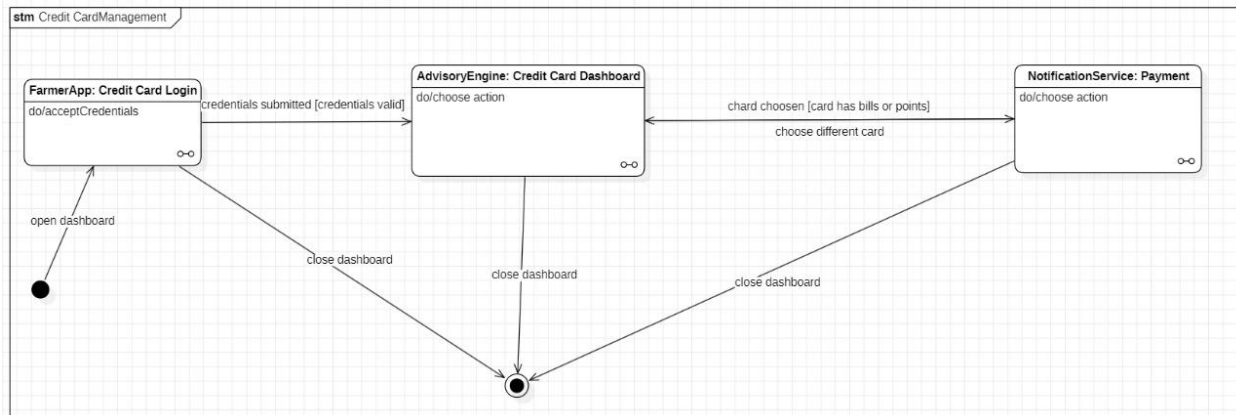 stm Credit CardManagement
FarmerApp: Credit Card Login
do/acceptCredentials
credentials submitted [credentials valid]
AdvisoryEngine: Credit Card Dashboard
do/choose action
chard choosen [card has bills or points]
choose different card
NotificationService: Payment
do/choose action
open dashboard
close dashboard
close dashboard
close dashboard